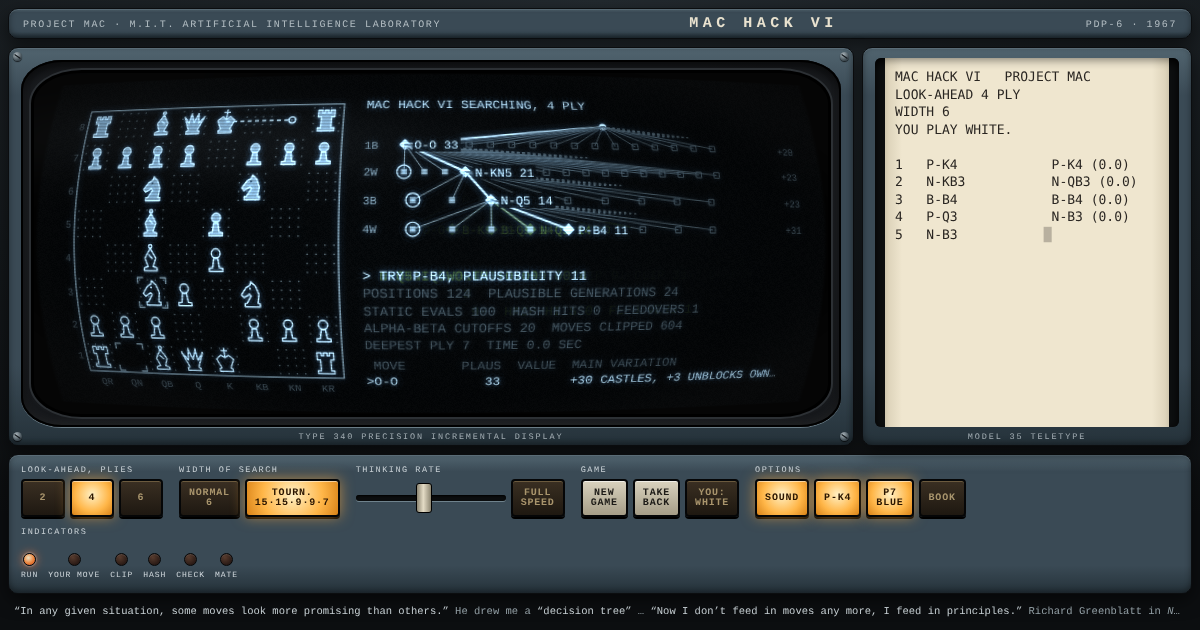 PROJECT MAC · M.I.T. ARTIFICIAL INTELLIGENCE LABORATORY
MAC HACK VI
PDP-6 · 1967
MAC HACK VI SEARCHING, 4 PLY
1B O-O 33 +29
2W N-KN5 21 +23
3B N-Q5 14 +23
4W P-B4 11 +31
> TRY P-B4, PLAUSIBILITY 11
POSITIONS 124 PLAUSIBLE GENERATIONS 24
STATIC EVALS 100 HASH HITS 0 FEEDOVERS 1
ALPHA-BETA CUTOFFS 20 MOVES CLIPPED 604
DEEPEST PLY 7 TIME 0.0 SEC
MOVE PLAUS VALUE MAIN VARIATION
>O-O 33 +30 CASTLES, +3 UNBLOCKS OWN…
8
7
6
5
4
3
2
1
QR QN QB Q K KB KN KR
TYPE 340 PRECISION INCREMENTAL DISPLAY
MAC HACK VI PROJECT MAC
LOOK-AHEAD 4 PLY
WIDTH 6
YOU PLAY WHITE.
1 P-K4 P-K4 (0.0)
2 N-KB3 N-QB3 (0.0)
3 B-B4 B-B4 (0.0)
4 P-Q3 N-B3 (0.0)
5 N-B3
MODEL 35 TELETYPE
LOOK-AHEAD, PLIES
2
4
6
WIDTH OF SEARCH
NORMAL
6
TOURN.
15·15·9·9·7
THINKING RATE
FULL
SPEED
GAME
NEW
GAME
TAKE
BACK
YOU:
WHITE
OPTIONS
SOUND
P-K4
P7
BLUE
BOOK
INDICATORS
RUN YOUR MOVE CLIP HASH CHECK MATE
“In any given situation, some moves look more promising than others.” He drew me a “decision tree” … “Now I don’t feed in moves any more, I feed in principles.” Richard Greenblatt in N…